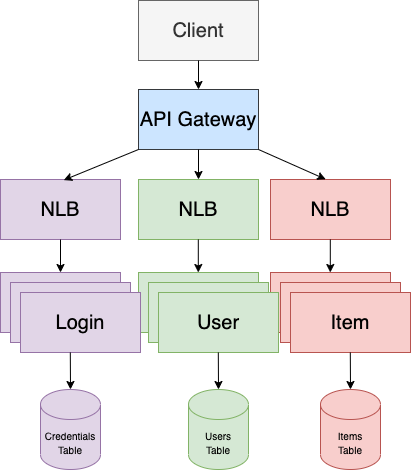 Client
API Gateway
NLB
NLB
NLB
Login
User
Item
Credentials
Table
Users
Table
Items
Table